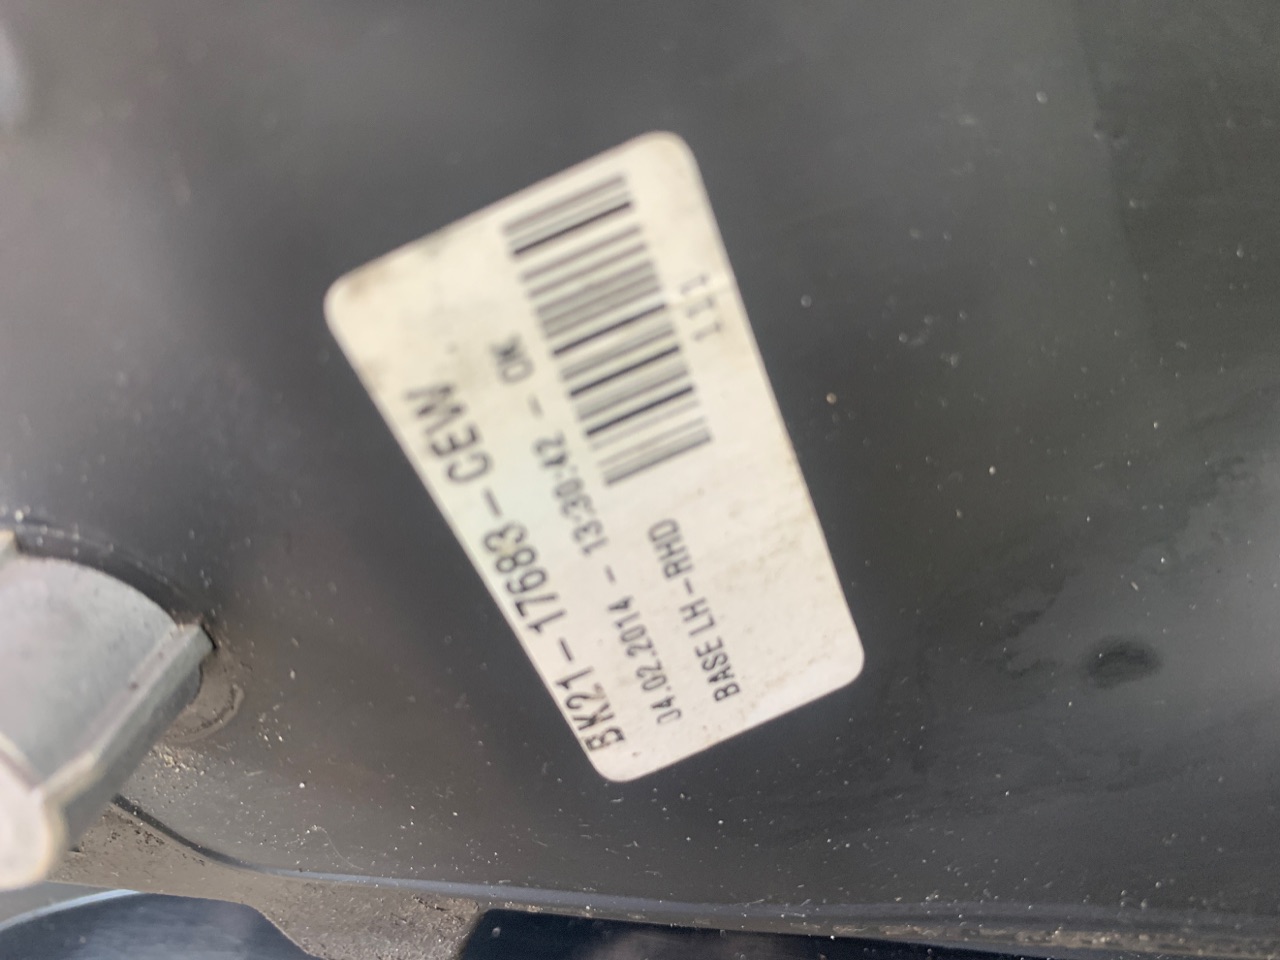 BK21-17683-CEW
04.02.2014 - 13:30:42 - OK
BASE LH-RHD
111